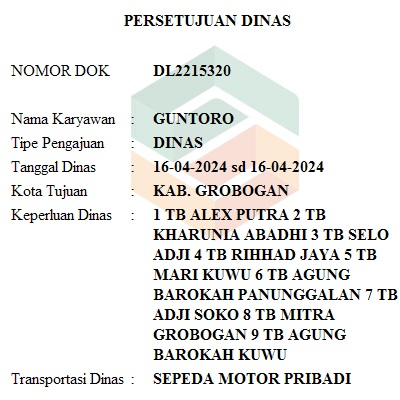 PERSETUJUAN DINAS
NOMOR DOK DL2215320
Nama Karyawan : GUNTORO
Tipe Pengajuan : DINAS
Tanggal Dinas : 16-04-2024 sd 16-04-2024
Kota Tujuan : KAB. GROBOGAN
Keperluan Dinas : 1 TB ALEX PUTRA 2 TB
KHARUNIA ABADHI 3 TB SELO
ADJI 4 TB RIHHAD JAYA 5 TB
MARI KUWU 6 TB AGUNG
BAROKAH PANUNGGALAN 7 TB
ADJI SOKO 8 TB MITRA
GROBOGAN 9 TB AGUNG
BAROKAH KUWU
Transportasi Dinas : SEPEDA MOTOR PRIBADI